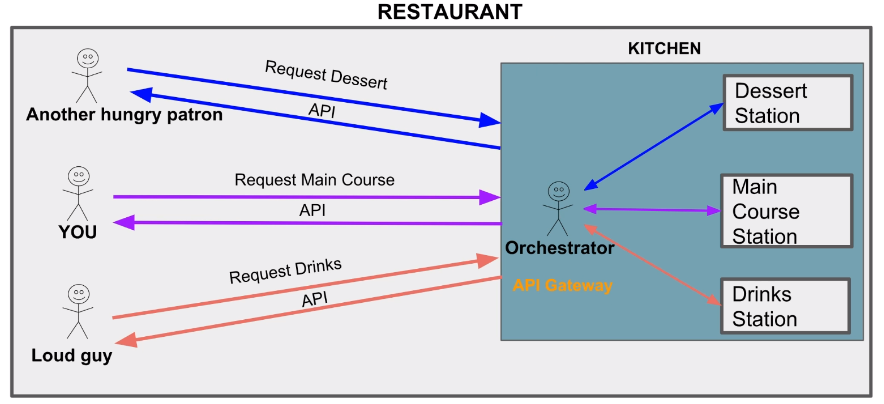 RESTAURANT
KITCHEN
Request Dessert
API
Another hungry patron
Dessert
Station
Request Main Course
API
YOU
Main
Course
Station
Orchestrator
API Gateway
Request Drinks
API
Loud guy
Drinks
Station